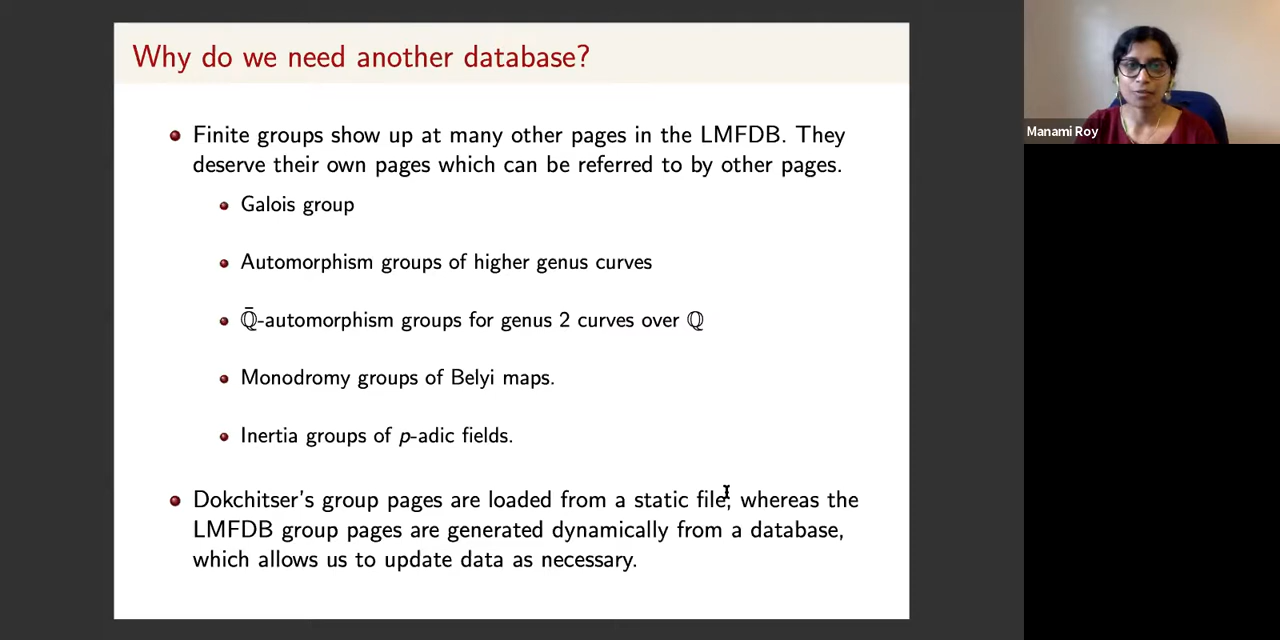 Why do we need another database?
Finite groups show up at many other pages in the LMFDB. They
deserve their own pages which can be referred to by other pages.
Galois group
Automorphism groups of higher genus curves
Q̄-automorphism groups for genus 2 curves over ℚ
Monodromy groups of Belyi maps.
Inertia groups of p-adic fields.
Dokchitser's group pages are loaded from a static file, whereas the
LMFDB group pages are generated dynamically from a database,
which allows us to update data as necessary.
Manami Roy